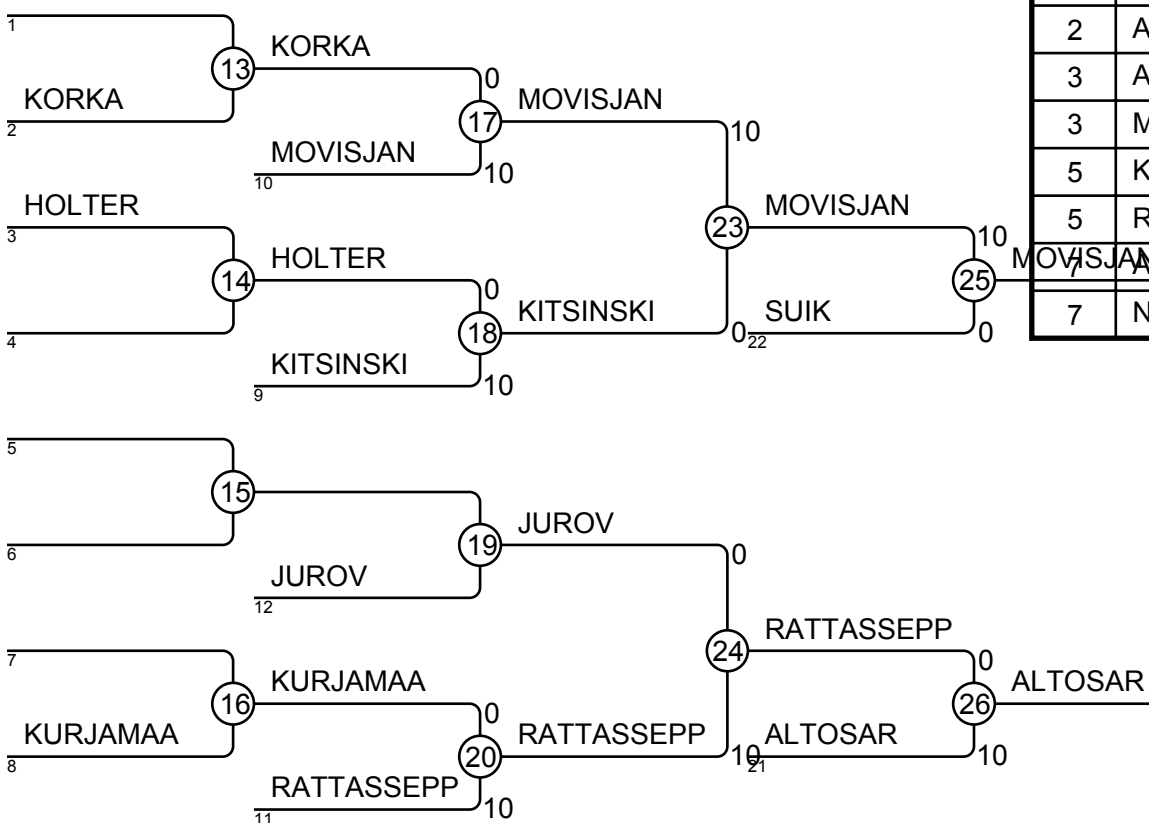 1
KORKA
2
13
KORKA
0
17
MOVISJAN
10
MOVISJAN
10
10
HOLTER
3
14
HOLTER
0
4
18
KITSINSKI
0
KITSINSKI
9
10
23
MOVISJAN
10
25
MOVISJAN
SUIK
22
0
5
15
6
19
JUROV
0
JUROV
12
7
16
KURJAMAA
0
KURJAMAA
8
20
RATTASSEPP
10
RATTASSEPP
11
10
24
RATTASSEPP
0
26
ALTOSAR
ALTOSAR
21
10
2 A
3 A
3 M
5 K
5 R
7 A
7 N